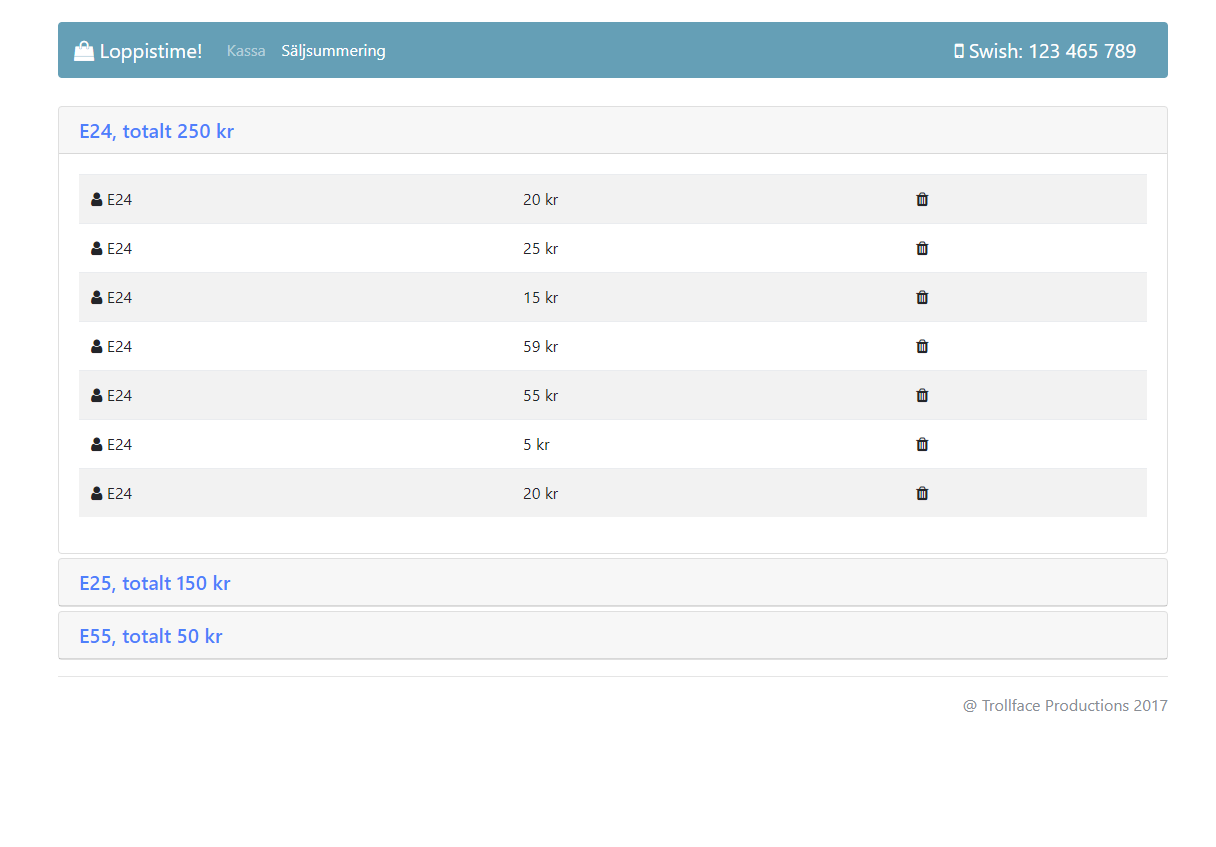 Loppistime! Kassa Säljsummering Swish: 123 465 789
E24, totalt 250 kr
E24 20 kr
E24 25 kr
E24 15 kr
E24 59 kr
E24 55 kr
E24 5 kr
E24 20 kr
E25, totalt 150 kr
E55, totalt 50 kr
@ Trollface Productions 2017